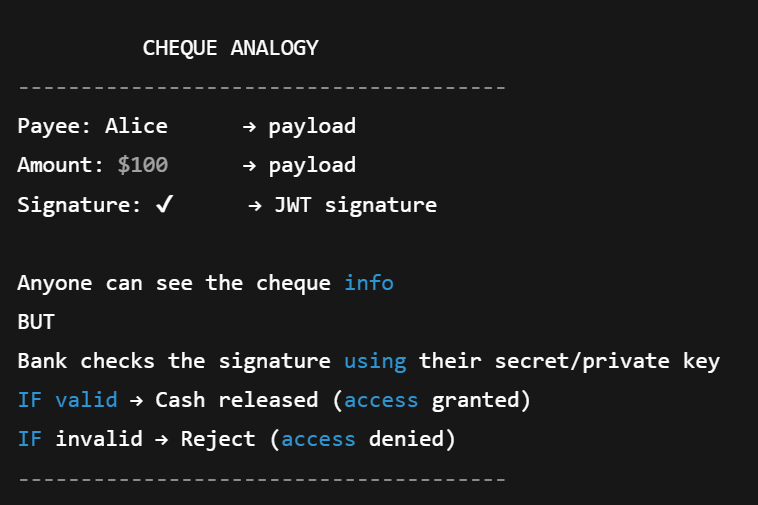 CHEQUE ANALOGY
---------------------------------------
Payee: Alice → payload
Amount: $100 → payload
Signature: ✓ → JWT signature
Anyone can see the cheque info
BUT
Bank checks the signature using their secret/private key
IF valid → Cash released (access granted)
IF invalid → Reject (access denied)
---------------------------------------